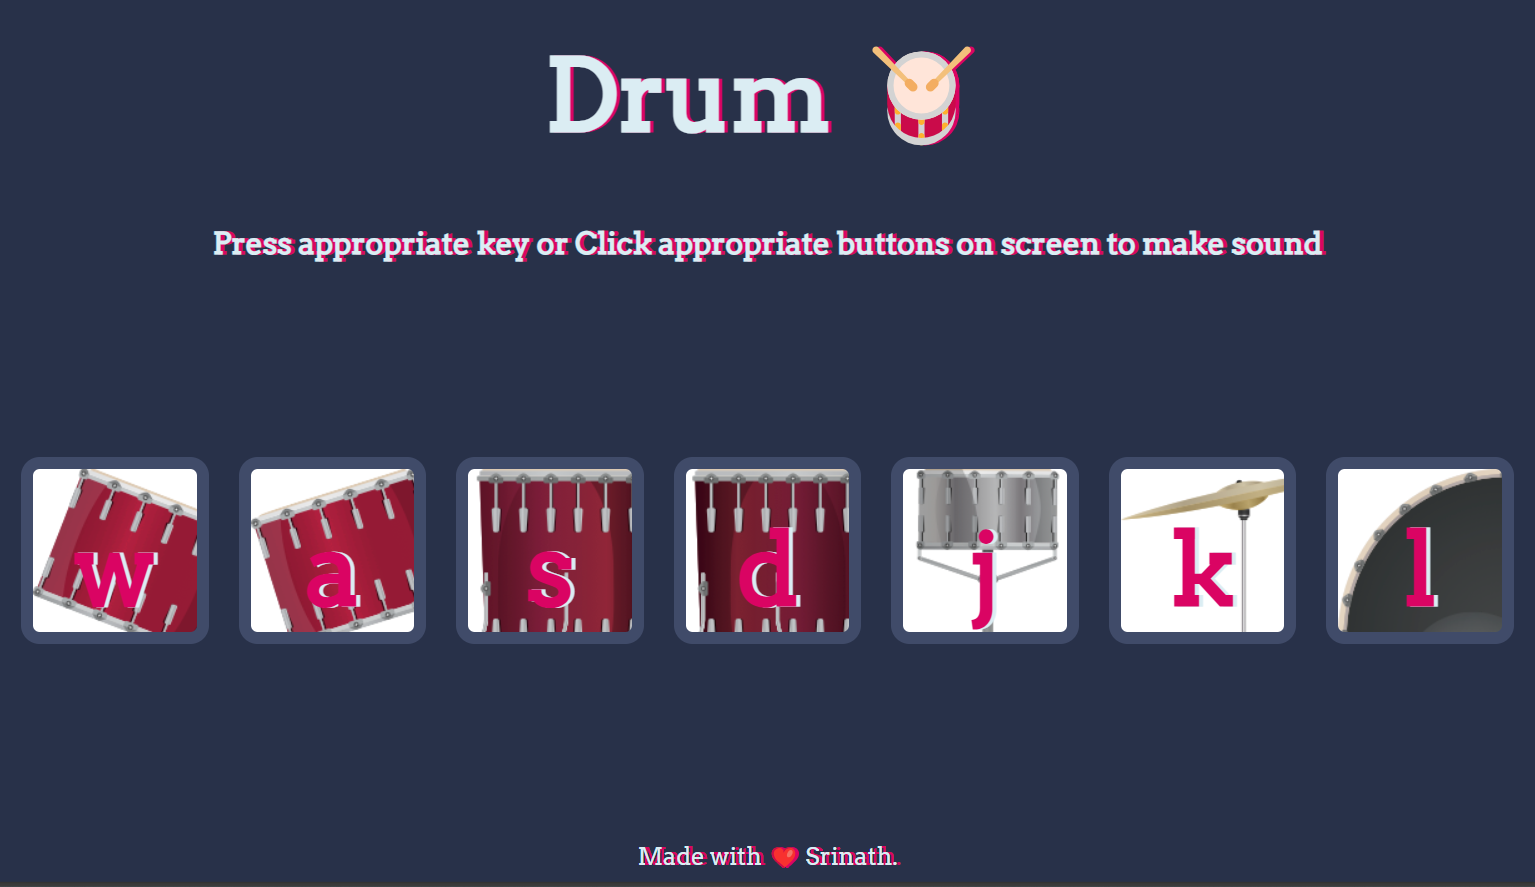 Drum 🥁
Press appropriate key or Click appropriate buttons on screen to make sound
w a s d j k l
Made with ❤️ Srinath.